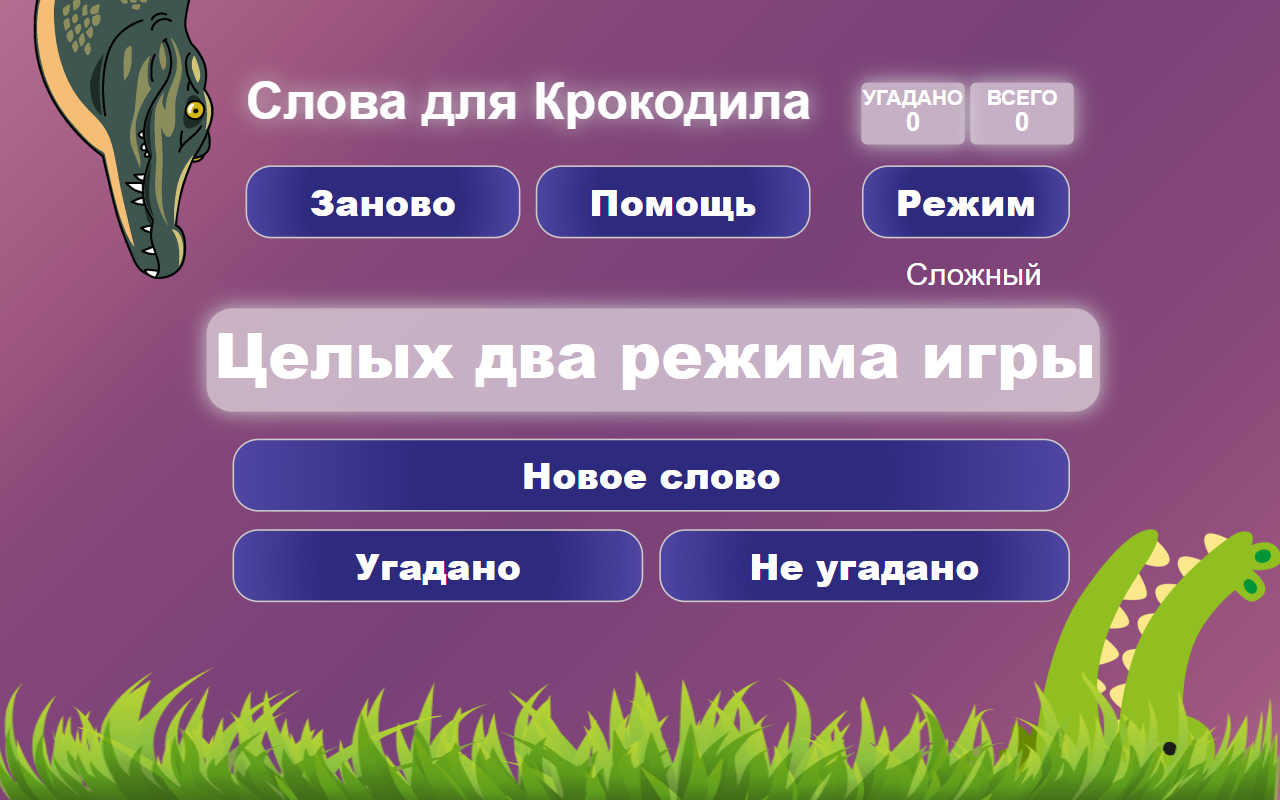 Слова для Крокодила
УГАДАНО
0
ВСЕГО
0
Заново
Помощь
Режим
Сложный
Целых два режима игры
Новое слово
Угадано
Не угадано